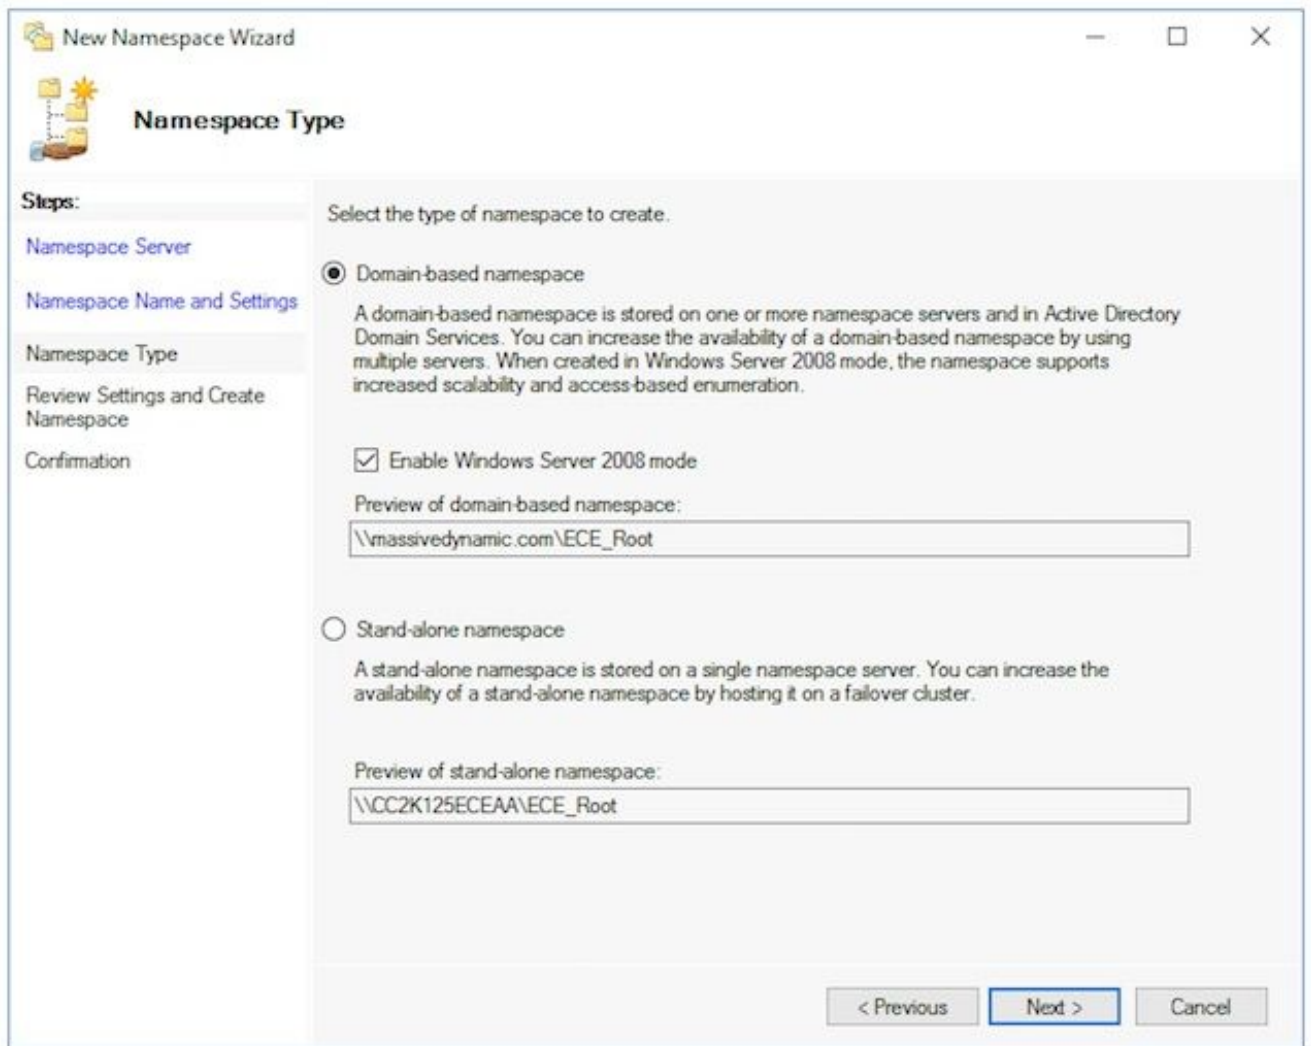 New Namespace Wizard
Namespace Type
Steps:
Namespace Server
Namespace Name and Settings
Namespace Type
Review Settings and Create
Namespace
Confirmation
Select the type of namespace to create.
Domain-based namespace
A domain-based namespace is stored on one or more namespace servers and in Active Directory
Domain Services. You can increase the availability of a domain-based namespace by using
multiple servers. When created in Windows Server 2008 mode, the namespace supports
increased scalability and access-based enumeration.
Enable Windows Server 2008 mode
Preview of domain-based namespace:
\\massivedynamic.com\ECE_Root
Stand-alone namespace
A stand-alone namespace is stored on a single namespace server. You can increase the
availability of a stand-alone namespace by hosting it on a failover cluster.
Preview of stand-alone namespace:
\\CC2K125ECEAA\ECE_Root
< Previous
Next >
Cancel